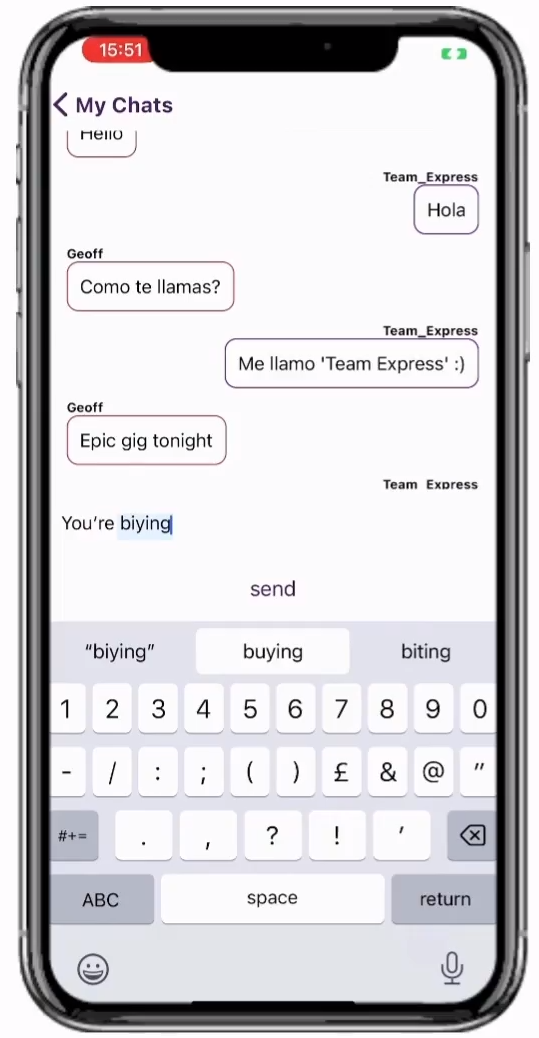 15:51
My Chats
Hello
Team_Express
Hola
Geoff
Como te llamas?
Team_Express
Me llamo 'Team Express' :)
Geoff
Epic gig tonight
Team_Express
You’re biying
send
“biying” buying biting
1 2 3 4 5 6 7 8 9 0
- / : ; ( ) £ & @ "
#+= . , ? ! ’
ABC space return